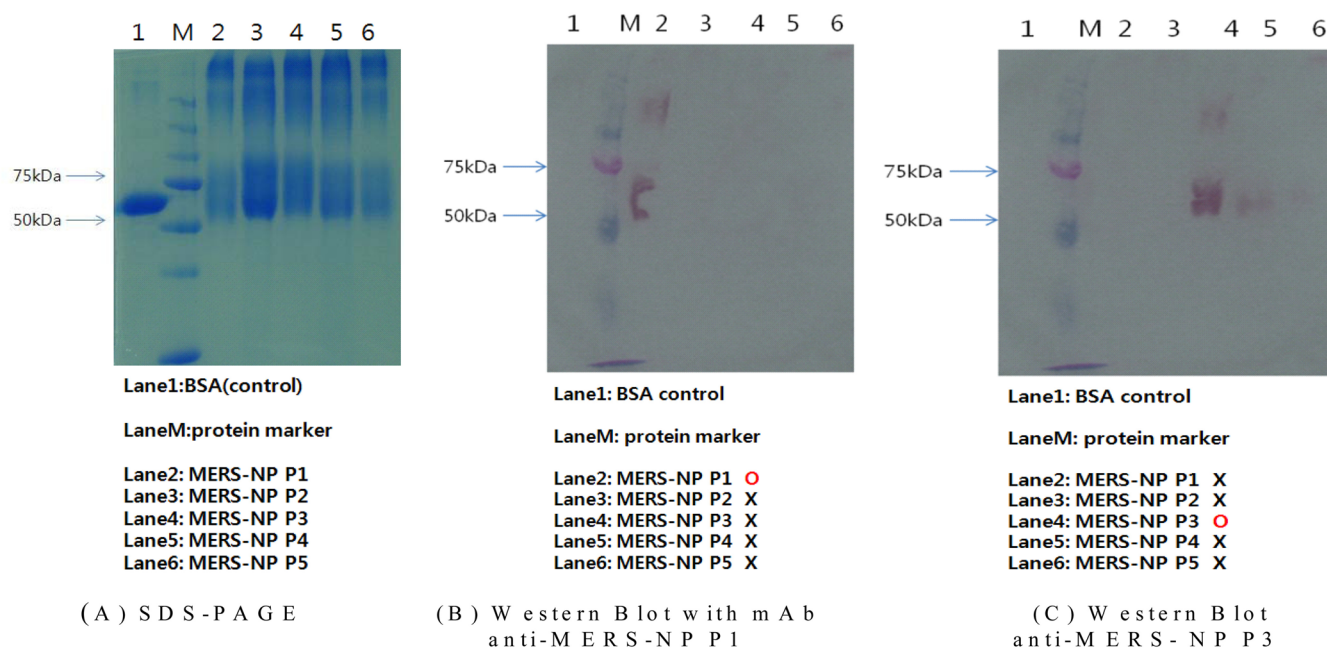 1 M 2 3 4 5 6
75kDa
50kDa
Lane1:BSA(control)
LaneM:protein marker
Lane2: MERS-NP P1
Lane3: MERS-NP P2
Lane4: MERS-NP P3
Lane5: MERS-NP P4
Lane6: MERS-NP P5
(A) SDS-PAGE
1 M 2 3 4 5 6
75kDa
50kDa
Lane1: BSA control
LaneM: protein marker
Lane2: MERS-NP P1 O
Lane3: MERS-NP P2 X
Lane4: MERS-NP P3 X
Lane5: MERS-NP P4 X
Lane6: MERS-NP P5 X
(B) Western Blot with mAb
anti-MERS-NP P1
1 M 2 3 4 5 6
75kDa
50kDa
Lane1: BSA control
LaneM: protein marker
Lane2: MERS-NP P1 X
Lane3: MERS-NP P2 X
Lane4: MERS-NP P3 O
Lane5: MERS-NP P4 X
Lane6: MERS-NP P5 X
(C) Western Blot
anti-MERS- NP P3